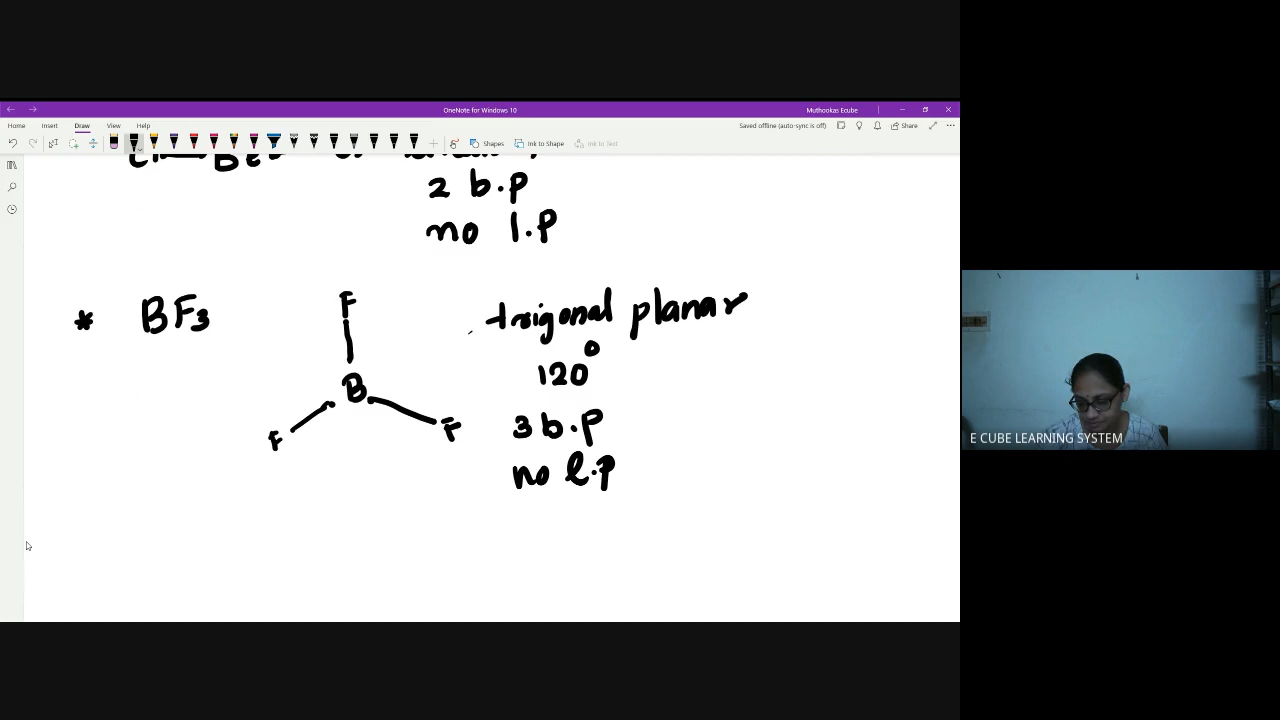 OneNote for Windows 10
Muthookas Ecube
Home Insert Draw View Help
Saved offline (auto-sync is off)
Share
Shapes
Ink to Shape
Ink to Text
2 b.p
no l.p
* BF3
F
B
F F
trigonal planar
120°
3 b.p
no l.p
E CUBE LEARNING SYSTEM